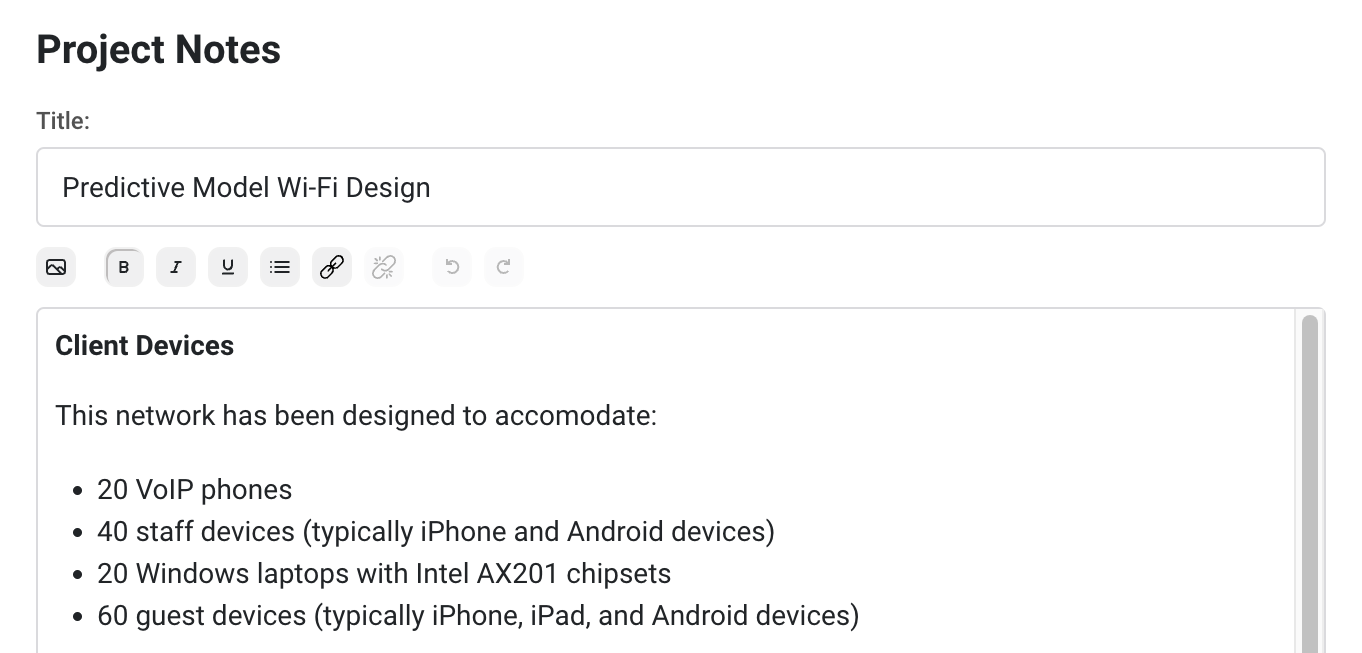 Project Notes
Title:
Predictive Model Wi-Fi Design
B I U
Client Devices
This network has been designed to accomodate:
• 20 VoIP phones
• 40 staff devices (typically iPhone and Android devices)
• 20 Windows laptops with Intel AX201 chipsets
• 60 guest devices (typically iPhone, iPad, and Android devices)